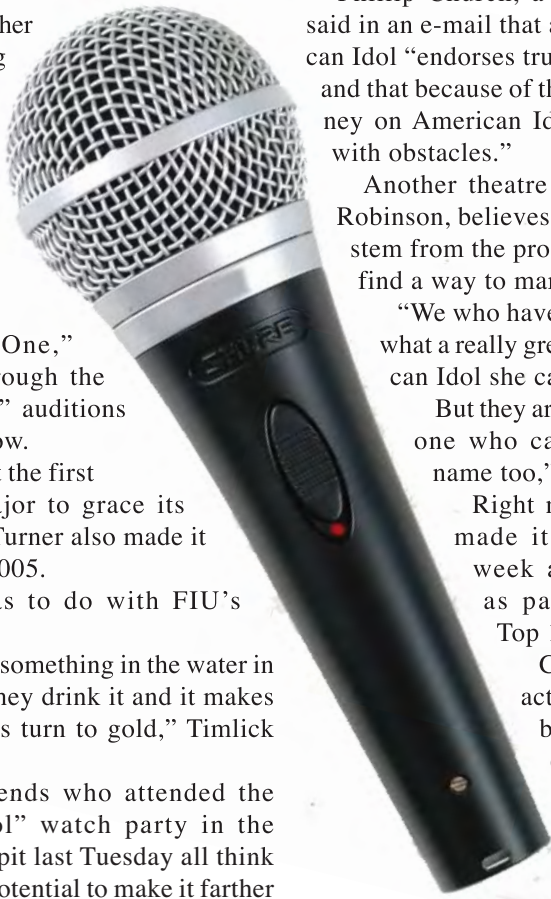 her
One,”
ough the
” auditions
ow.
t the first
jor to grace its
Turner also made it
005.
as to do with FIU’s
something in the water in
hey drink it and it makes
s turn to gold,” Timlick
ends who attended the
ol” watch party in the
pit last Tuesday all think
otential to make it farther
SHURE
said in an e-mail that a
can Idol “endorses tru
and that because of th
ney on American Id
with obstacles.”
Another theatre
Robinson, believes
stem from the pro
find a way to mar
“We who have
what a really gre
can Idol she ca
But they ar
one who ca
name too,”
Right
made it
week a
as pa
Top
C
act
b